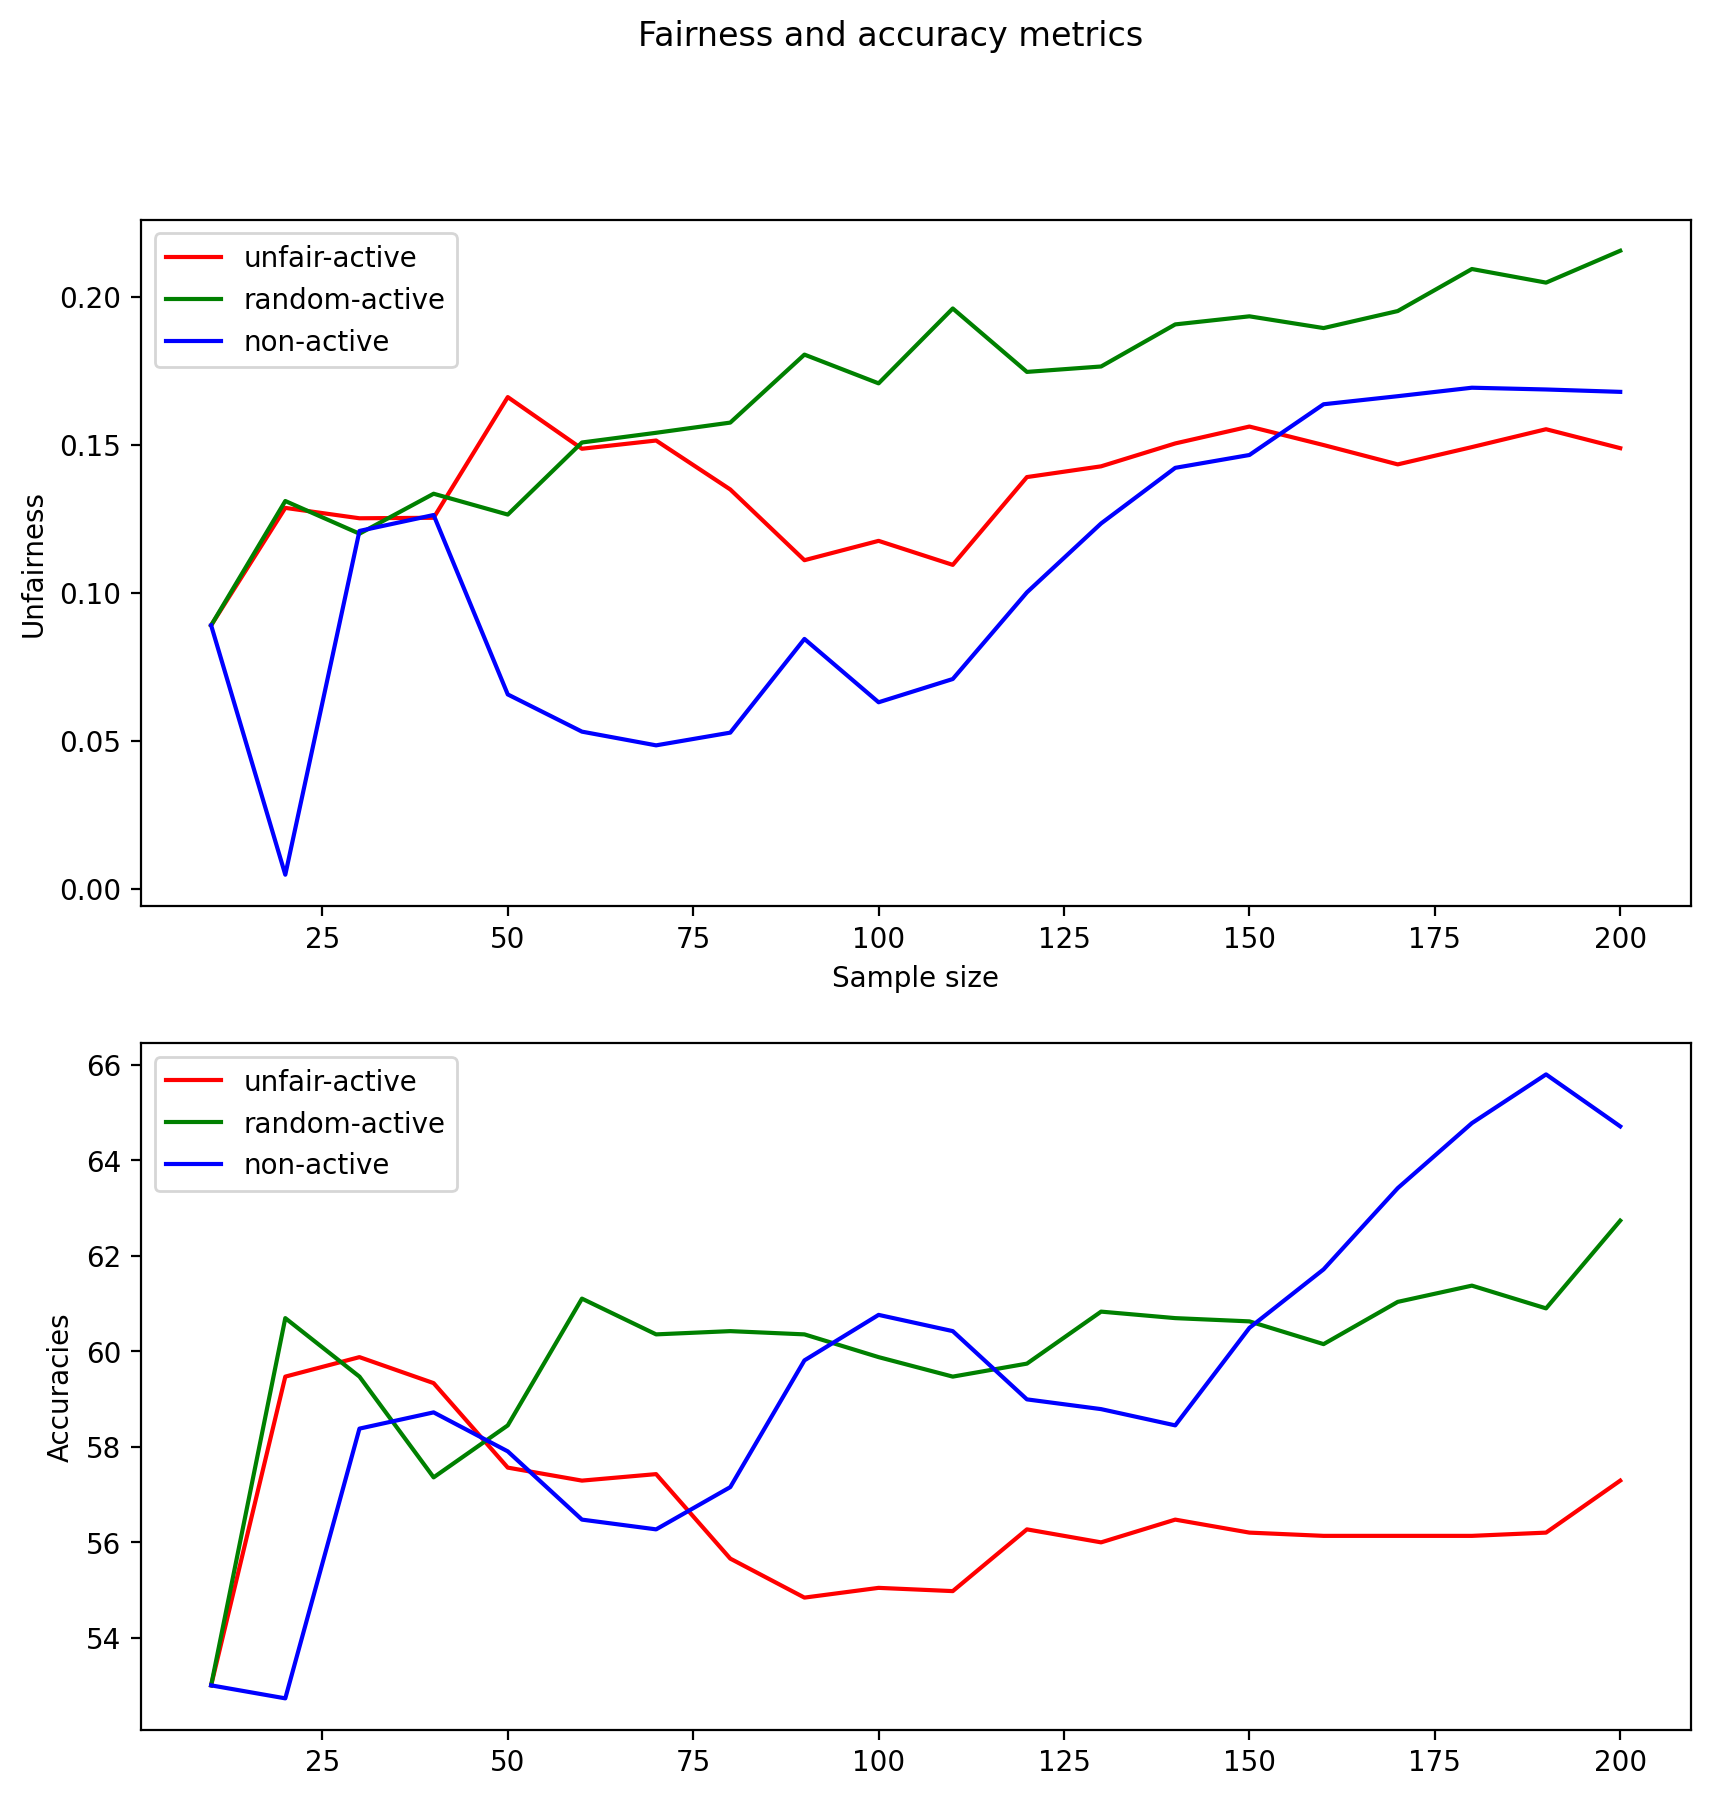 Fairness and accuracy metrics
unfair-active
random-active
non-active
Unfairness
0.20
0.15
0.10
0.05
0.00
25 50 75 100 125 150 175 200
Sample size
unfair-active
random-active
non-active
Accuracies
66
64
62
60
58
56
54
25 50 75 100 125 150 175 200